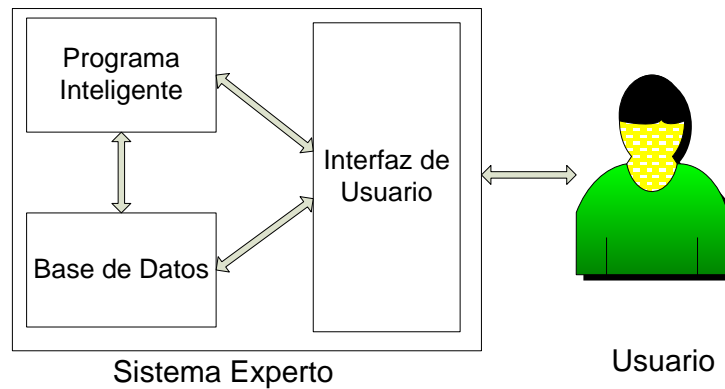 Programa
Inteligente
Interfaz de
Usuario
Base de Datos
Sistema Experto
Usuario